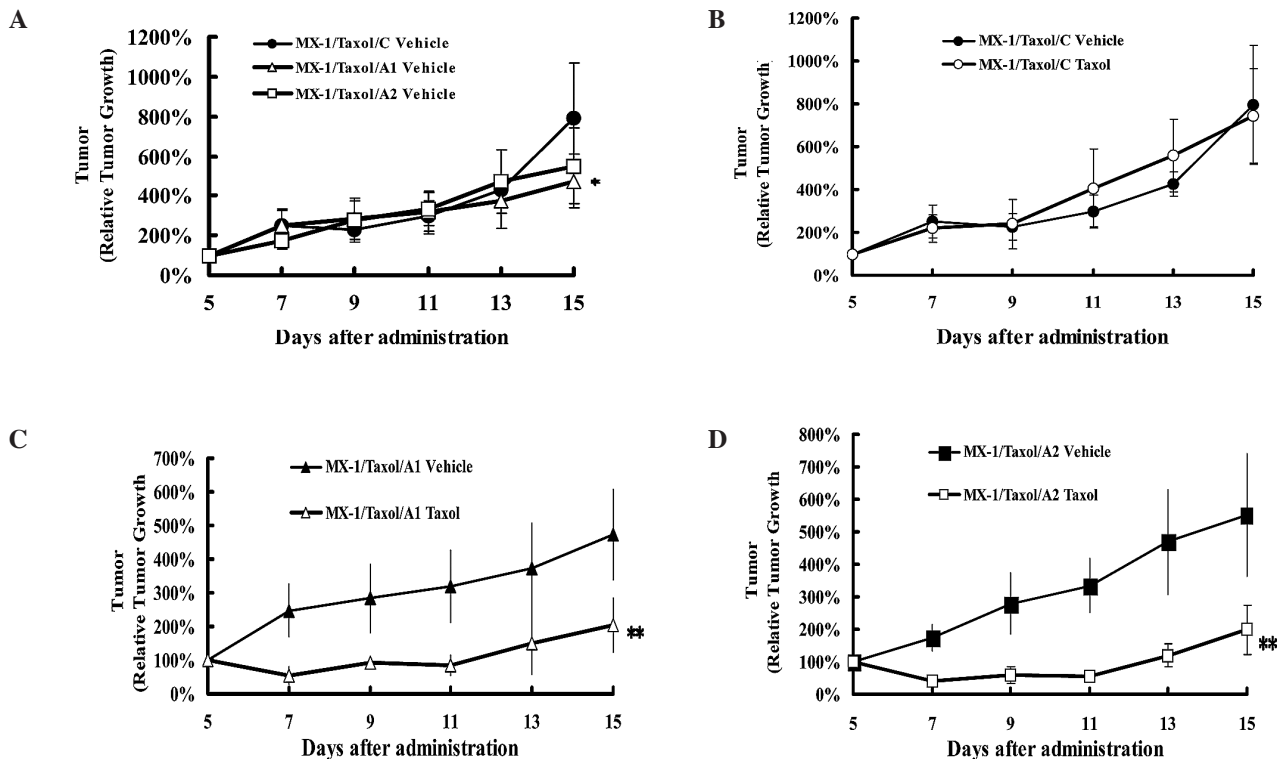 A
Tumor
(Relative Tumor Growth)
1200%
1000%
800%
600%
400%
200%
0%
MX-1/Taxol/C Vehicle
MX-1/Taxol/A1 Vehicle
MX-1/Taxol/A2 Vehicle
*
5 7 9 11 13 15
Days after administration
B
Tumor
(Relative Tumor Growth)
1200%
1000%
800%
600%
400%
200%
0%
MX-1/Taxol/C Vehicle
MX-1/Taxol/C Taxol
5 7 9 11 13 15
Days after administration
C
Tumor
(Relative Tumor Growth)
700%
600%
500%
400%
300%
200%
100%
0%
MX-1/Taxol/A1 Vehicle
MX-1/Taxol/A1 Taxol
**
5 7 9 11 13 15
Days after administration
D
Tumor
(Relative Tumor Growth
800%
700%
600%
500%
400%
300%
200%
100%
0%
MX-1/Taxol/A2 Vehicle
MX-1/Taxol/A2 Taxol
**
5 7 9 11 13 15
Days after administration